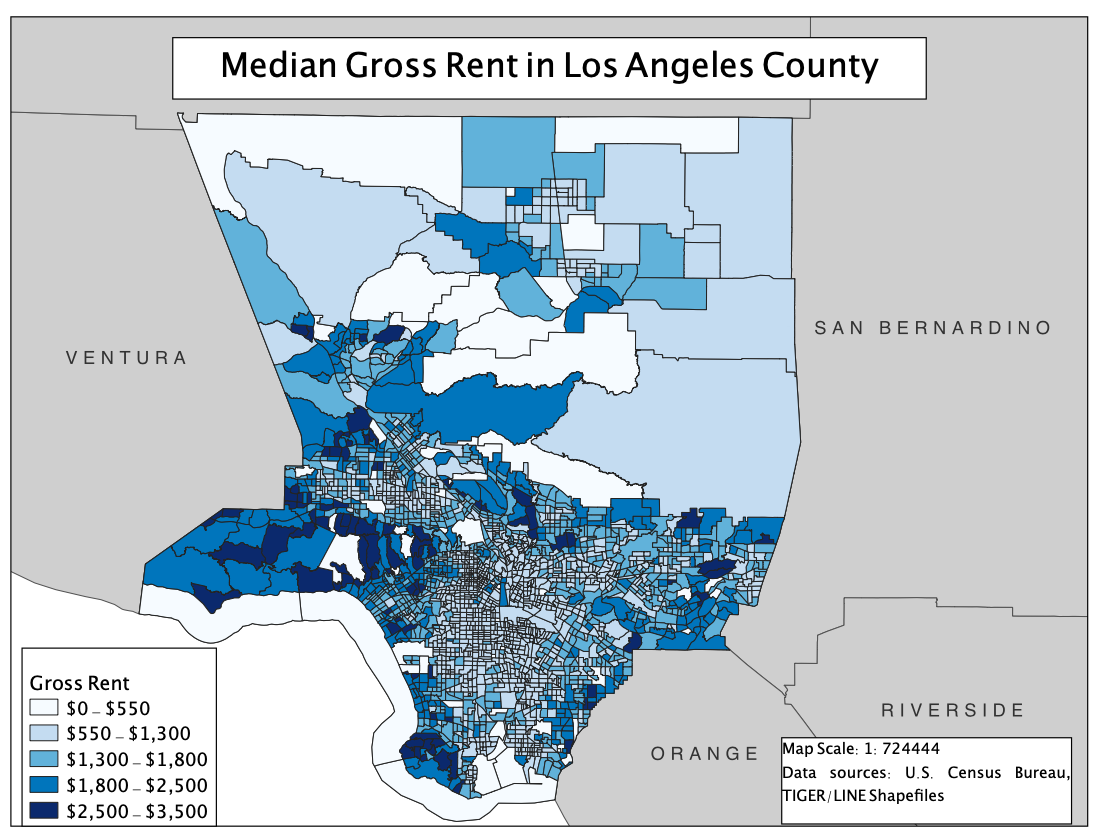 Median Gross Rent in Los Angeles County
SAN BERNARDINO
VENTURA
Gross Rent
$0 – $550
$550 – $1,300
$1,300 – $1,800
$1,800 – $2,500
$2,500 – $3,500
RIVERSIDE
ORANGE
Map Scale: 1: 724444
Data sources: U.S. Census Bureau,
TIGER/LINE Shapefiles